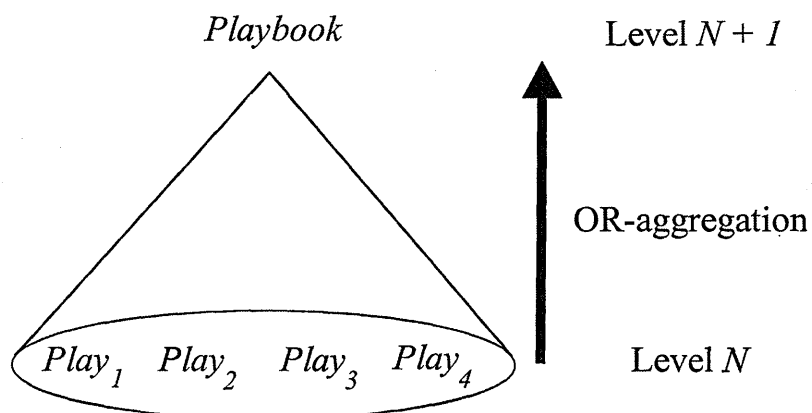 Playbook Level N + 1
OR-aggregation
Play₁ Play₂ Play₃ Play₄ Level N